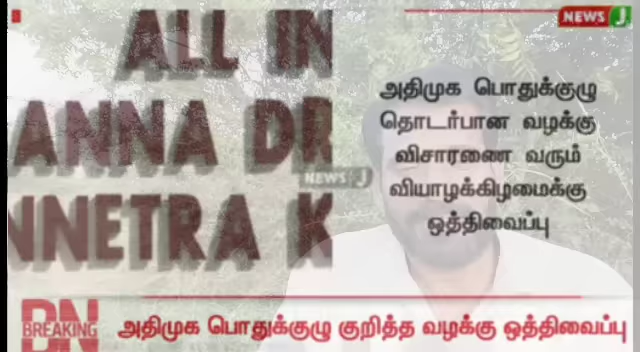 NEWS J
ALL IN
ANNA DR
NNETRA K
அதிமுக பொதுக்குழு
தொடர்பான வழக்கு
விசாரணை வரும்
வியாழக்கிழமைக்கு
ஒத்திவைப்பு
NEWS J
BN
BREAKING
அதிமுக பொதுக்குழு குறித்த வழக்கு ஒத்திவைப்பு